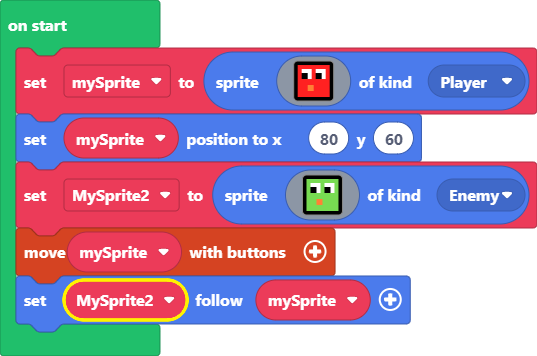 on start
set mySprite to sprite of kind Player
set mySprite position to x 80 y 60
set MySprite2 to sprite of kind Enemy
move mySprite with buttons
set MySprite2 follow mySprite